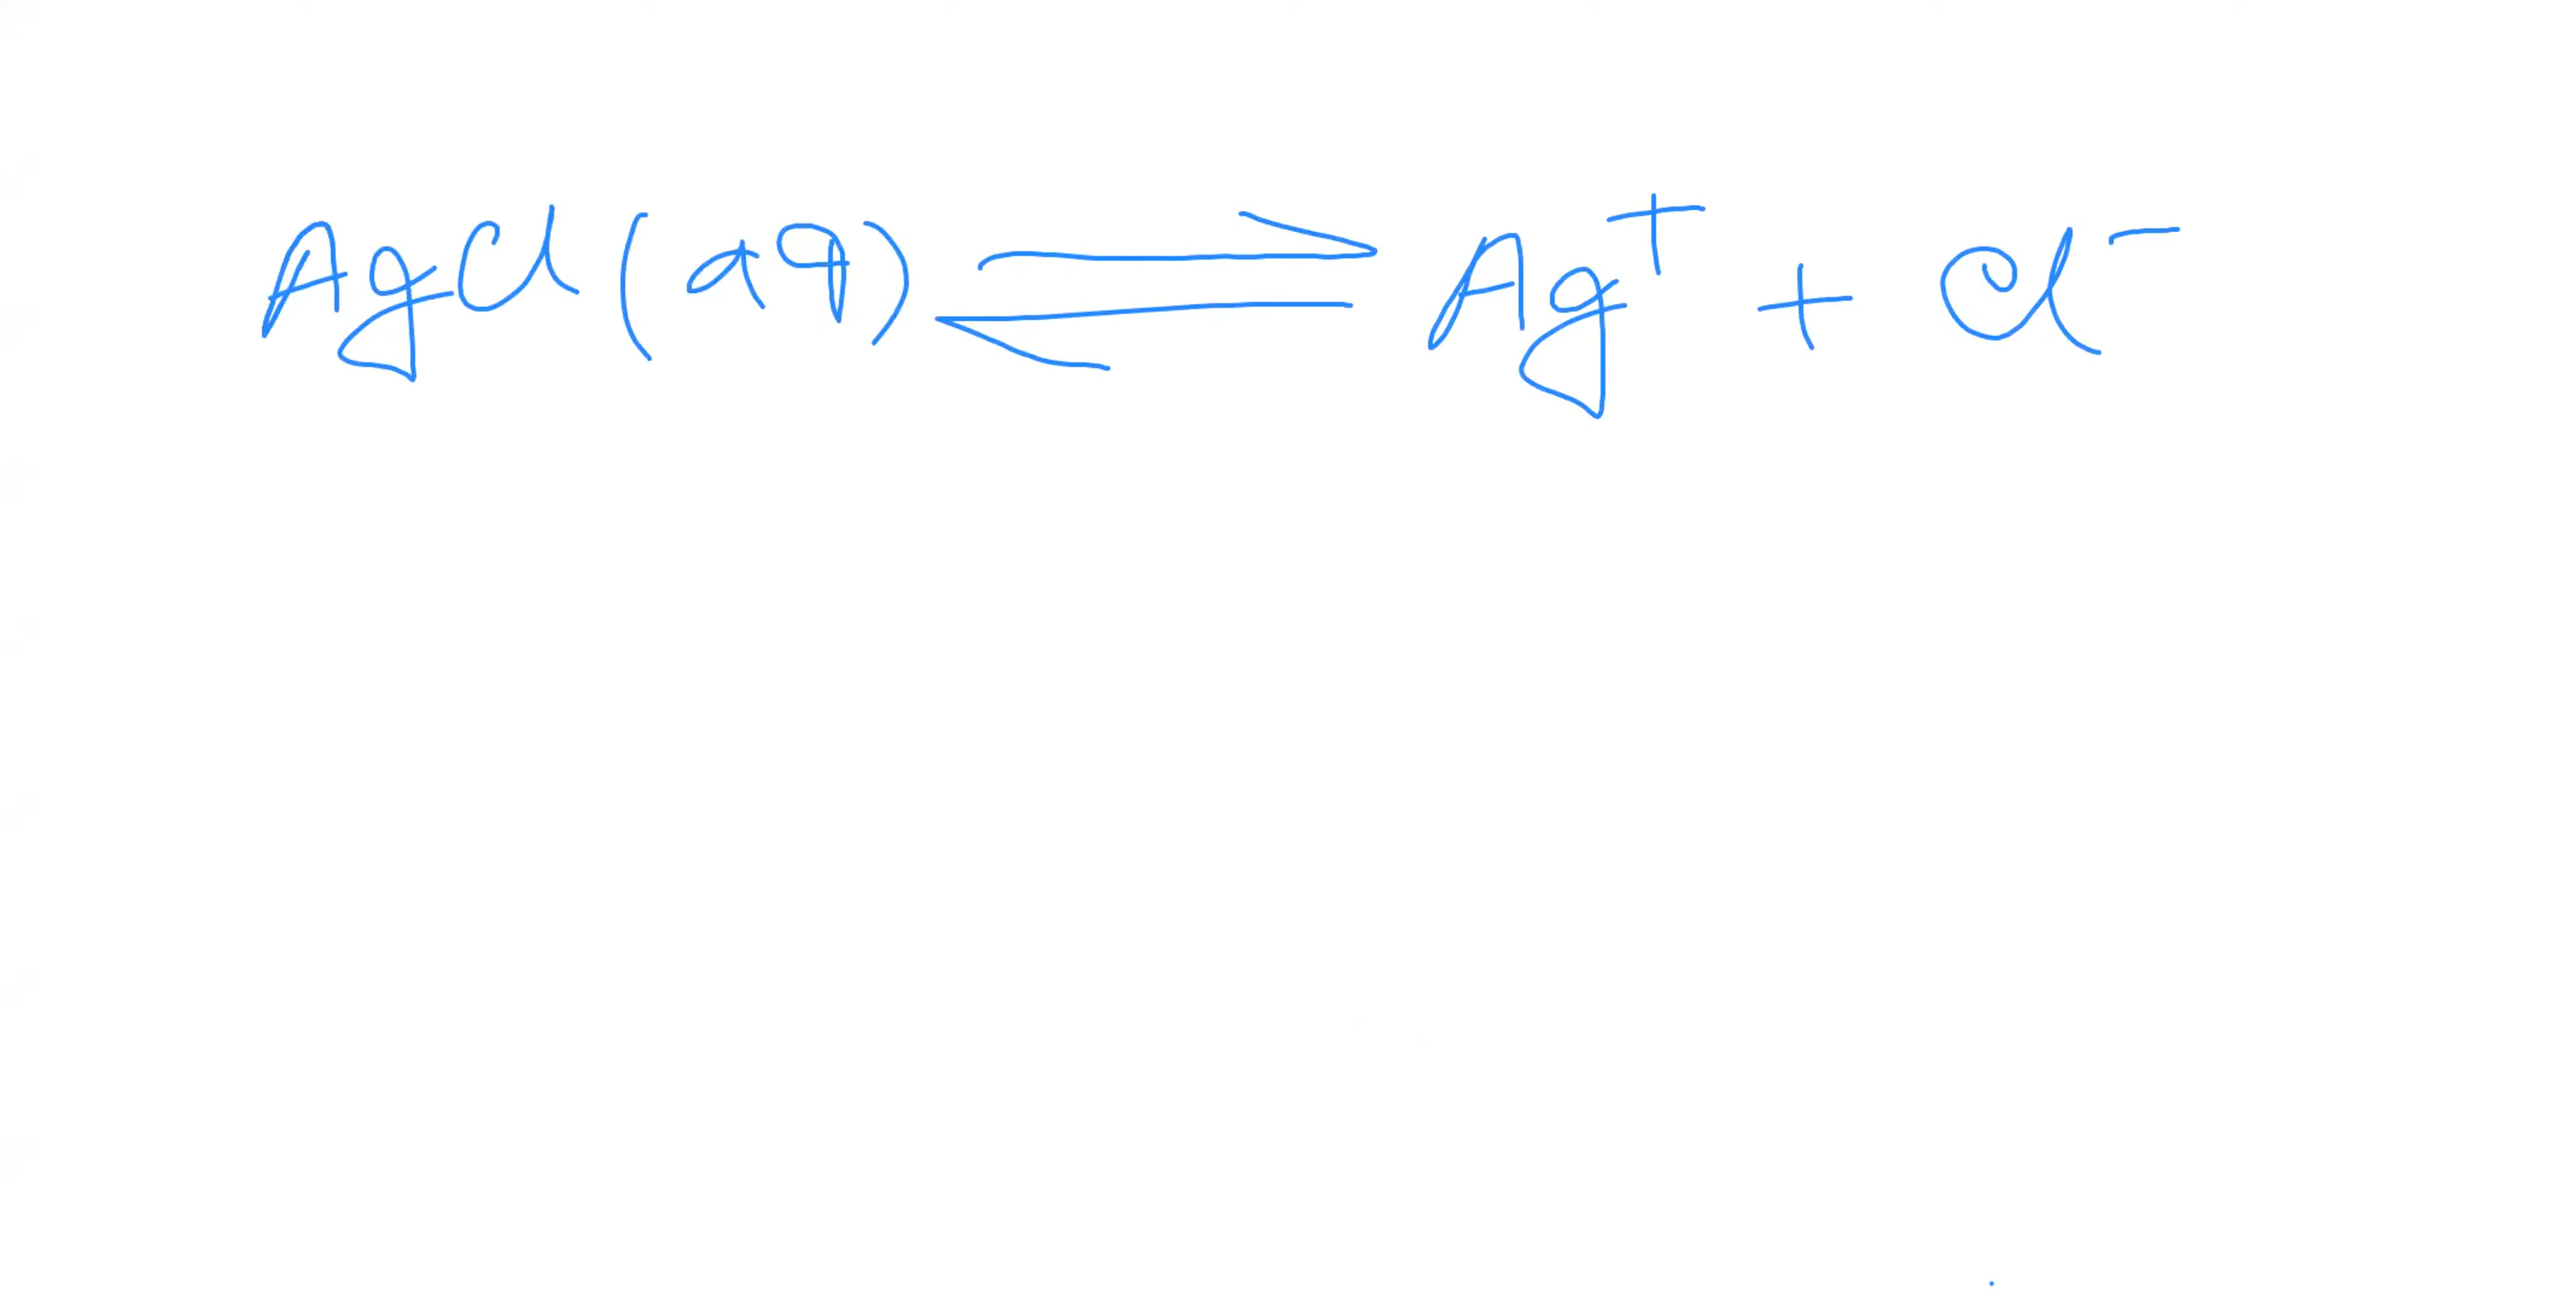 AgCl (aq) ⇌ Ag⁺ + Cl⁻